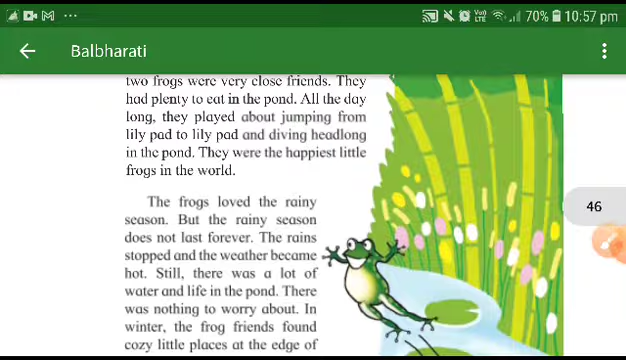 70% 10:57 pm
Balbharati
two frogs were very close friends. They
had plenty to eat in the pond. All the day
long, they played about jumping from
lily pad to lily pad and diving headlong
in the pond. They were the happiest little
frogs in the world.
46
The frogs loved the rainy
season. But the rainy season
does not last forever. The rains
stopped and the weather became
hot. Still, there was a lot of
water and life in the pond. There
was nothing to worry about. In
winter, the frog friends found
cozy little places at the edge of